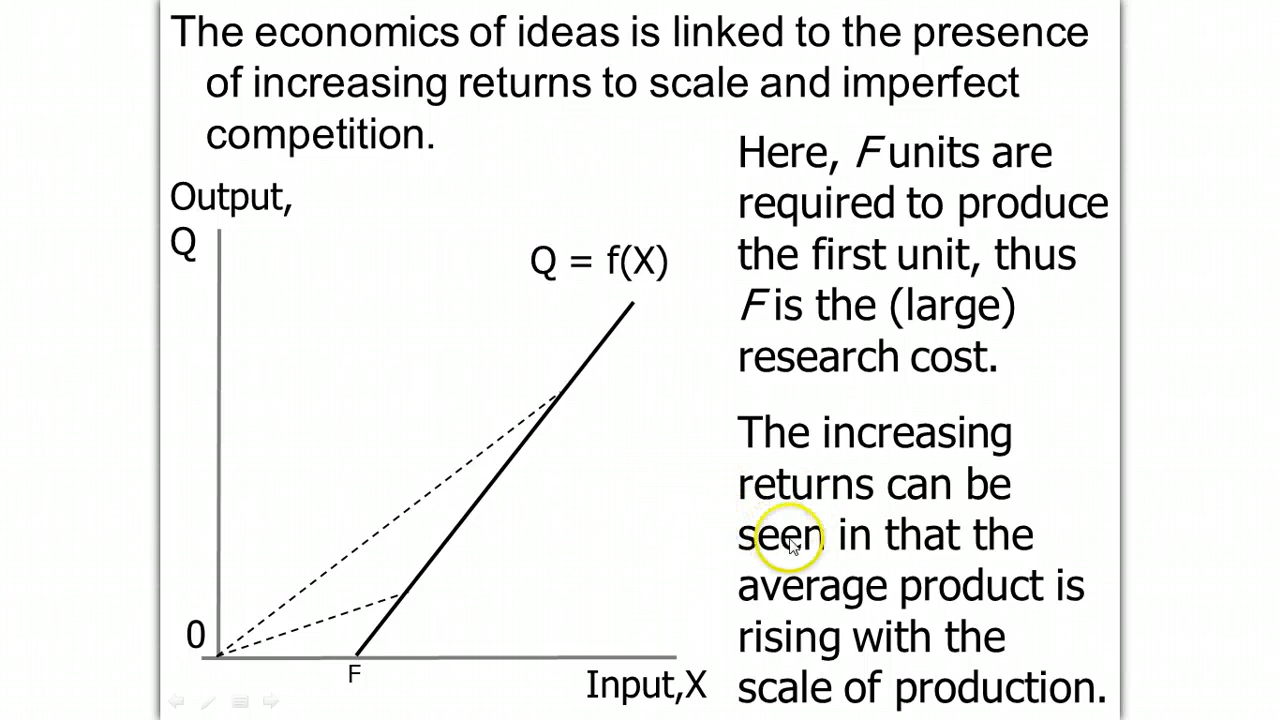 The economics of ideas is linked to the presence
of increasing returns to scale and imperfect
competition.
Output,
Q
Q = f(X)
0
F
Input,X
Here, F units are
required to produce
the first unit, thus
F is the (large)
research cost.
The increasing
returns can be
seen in that the
average product is
rising with the
scale of production.